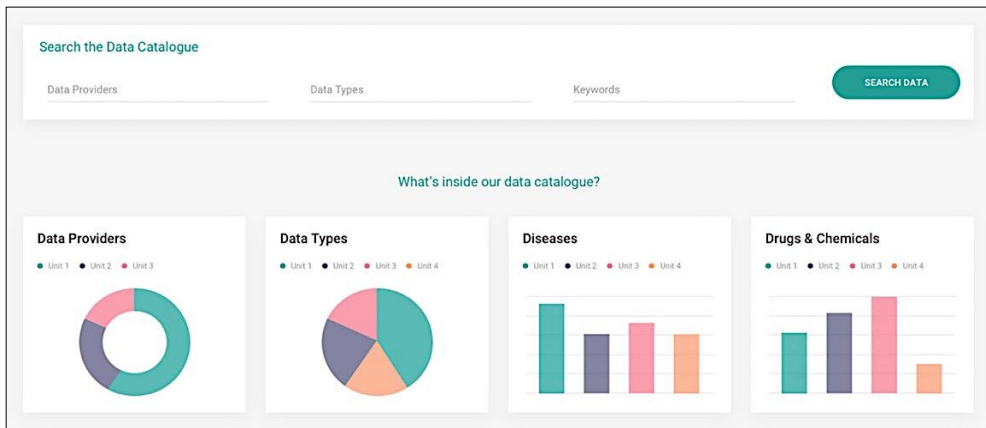 Search the Data Catalogue
Data Providers
Data Types
Keywords
SEARCH DATA
What's inside our data catalogue?
Data Providers
Unit 1 Unit 2 Unit 3
Data Types
Unit 1 Unit 2 Unit 3 Unit 4
Diseases
Unit 1 Unit 2 Unit 3 Unit 4
Drugs & Chemicals
Unit 1 Unit 2 Unit 3 Unit 4